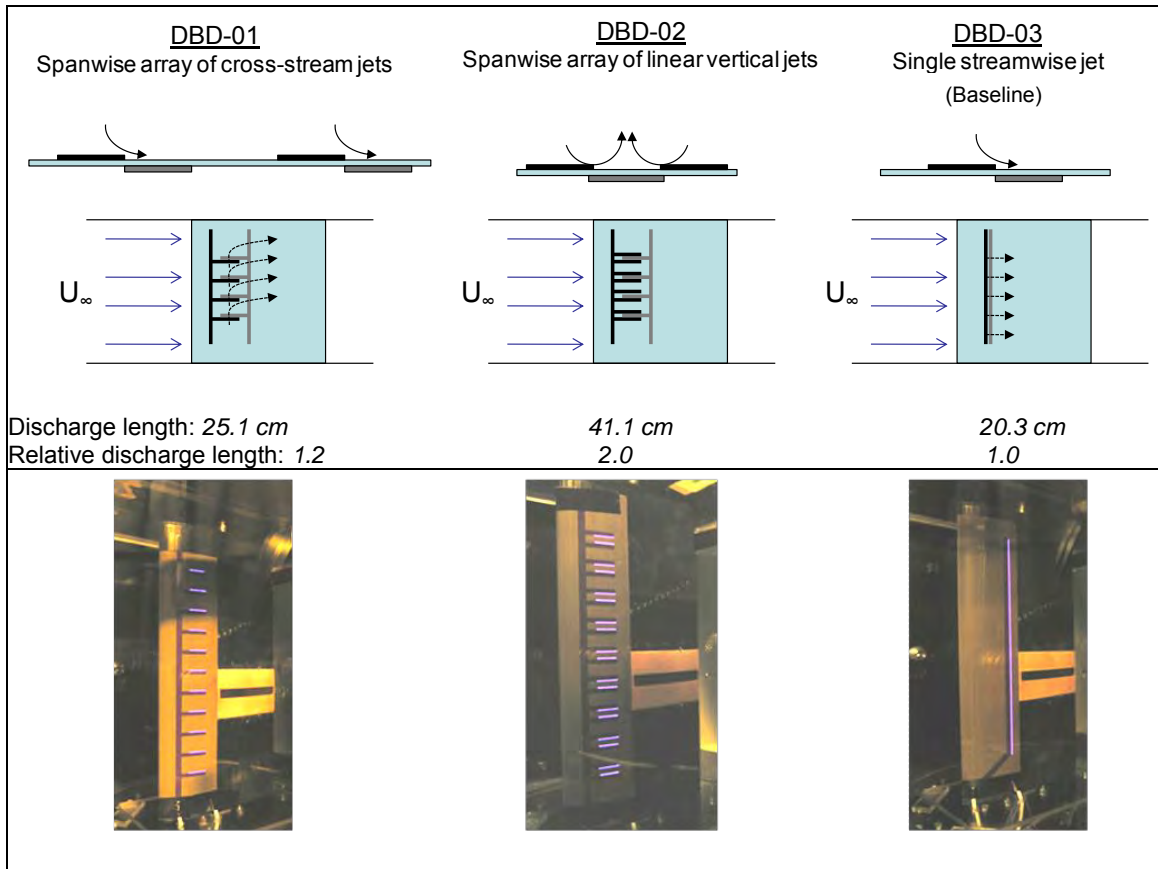 DBD-01
Spanwise array of cross-stream jets
DBD-02
Spanwise array of linear vertical jets
DBD-03
Single streamwise jet
(Baseline)
U∞
U∞
U∞
Discharge length: 25.1 cm 41.1 cm 20.3 cm
Relative discharge length: 1.2 2.0 1.0